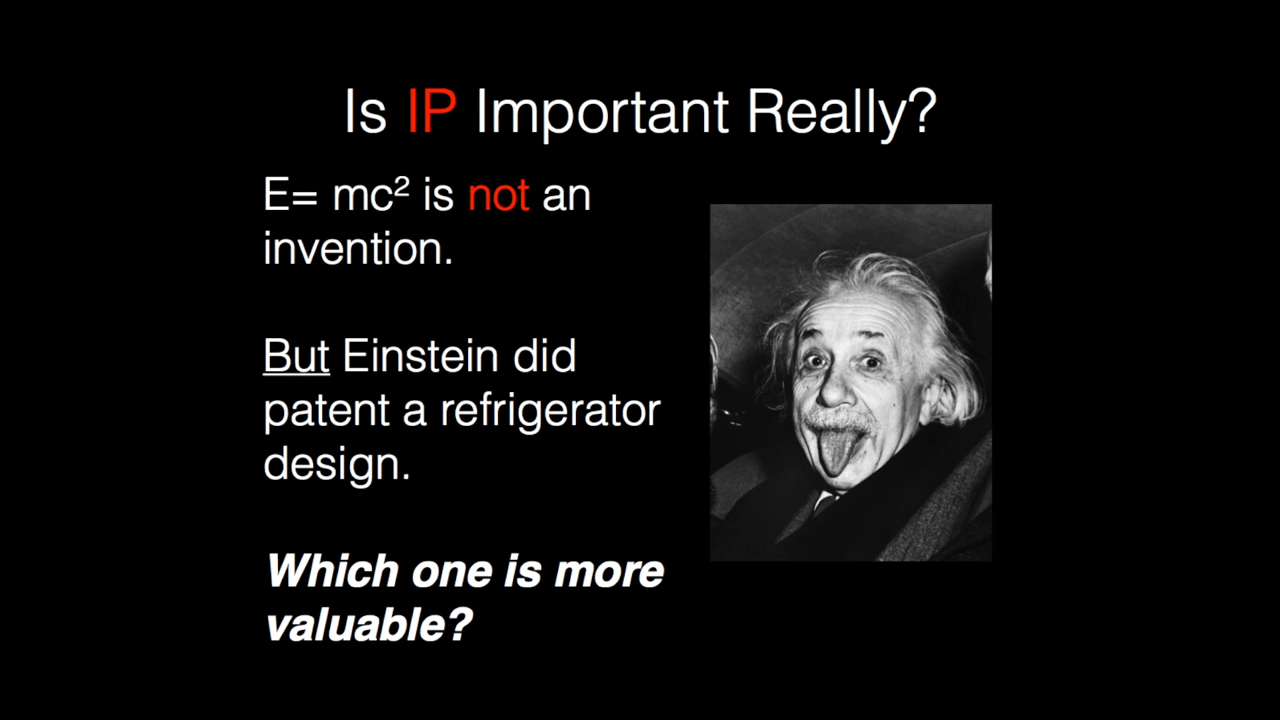 Is IP Important Really?
E= mc² is not an
invention.
But Einstein did
patent a refrigerator
design.
Which one is more
valuable?